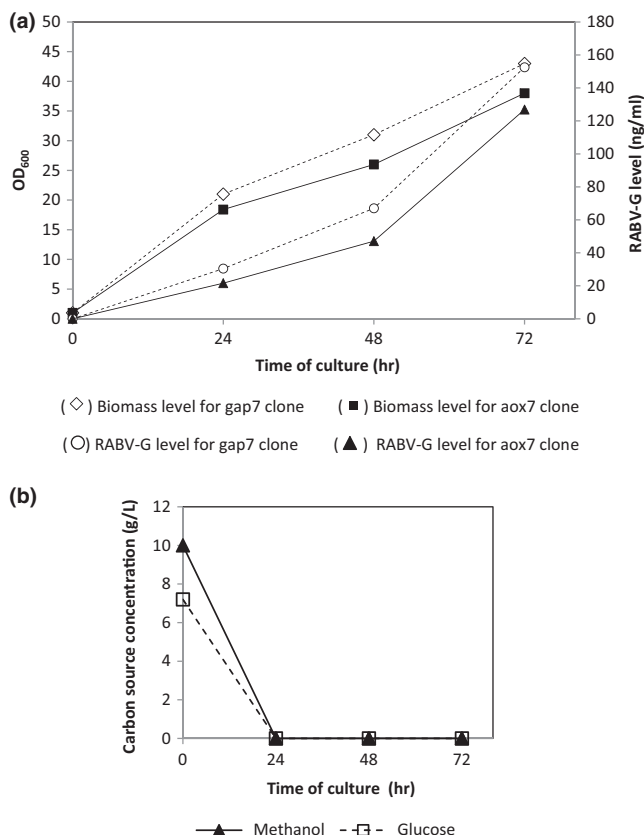 (a)
50
45
40
35
30
25
20
15
10
5
0
OD600
180
160
140
120
100
80
60
40
20
0
RABV-G level (ng/ml)
0 24 48 72
Time of culture (hr)
(◇) Biomass level for gap7 clone (■) Biomass level for aox7 clone
(○) RABV-G level for gap7 clone (▲) RABV-G level for aox7 clone
(b)
12
10
8
6
4
2
0
Carbon source concentration (g/L)
0 24 48 72
Time of culture (hr)
Methanol Glucose